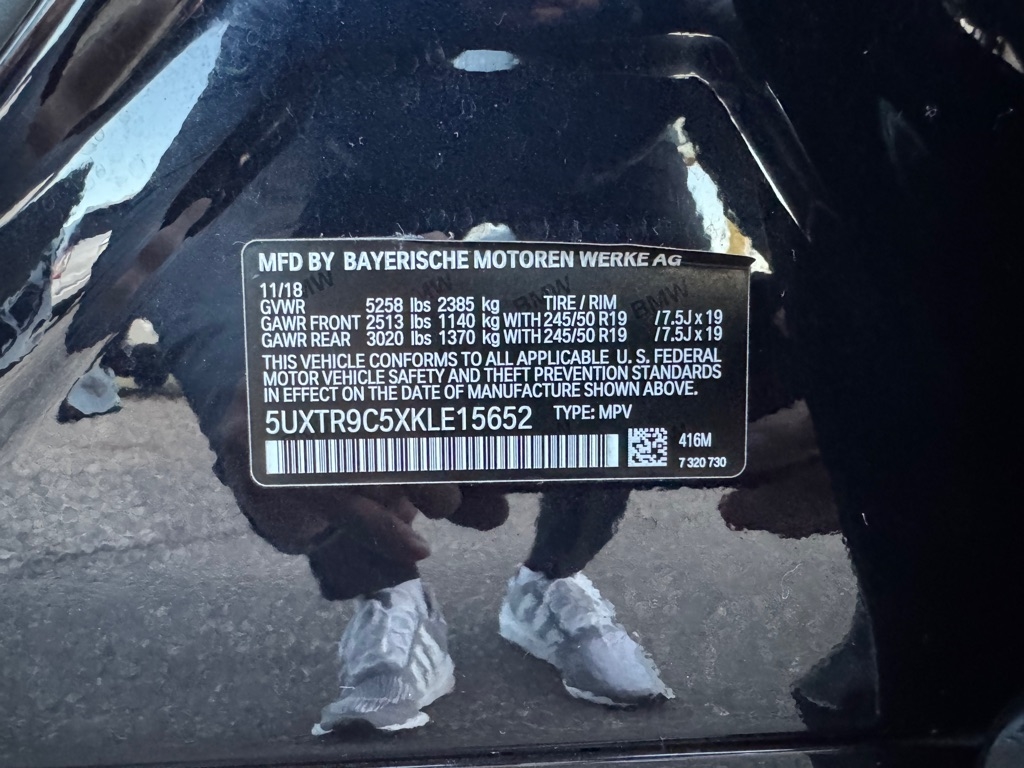 MFD BY BAYERISCHE MOTOREN WERKE AG
11/18
GVWR 5258 lbs 2385 kg TIRE / RIM
GAWR FRONT 2513 lbs 1140 kg WITH 245/50 R19 /7.5J x 19
GAWR REAR 3020 lbs 1370 kg WITH 245/50 R19 /7.5J x 19
THIS VEHICLE CONFORMS TO ALL APPLICABLE U. S. FEDERAL
MOTOR VEHICLE SAFETY AND THEFT PREVENTION STANDARDS
IN EFFECT ON THE DATE OF MANUFACTURE SHOWN ABOVE.
5UXTR9C5XKLE15652 TYPE: MPV
416M
7 320 730